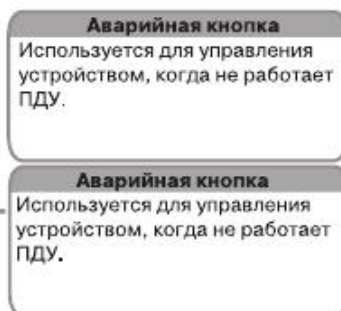 Аварийная кнопка
Используется для управления
устройством, когда не работает
ПДУ.
Аварийная кнопка
Используется для управления
устройством, когда не работает
ПДУ.